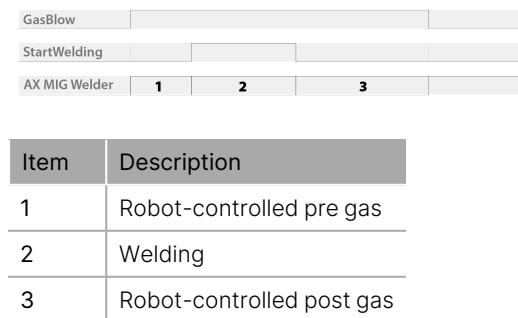 GasBlow
StartWelding
AX MIG Welder 1 2 3
Item Description
1 Robot-controlled pre gas
2 Welding
3 Robot-controlled post gas